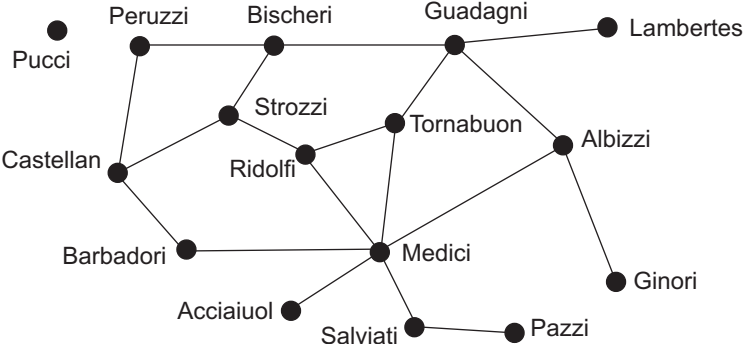 Peruzzi
Bischeri
Guadagni
Lambertes
Pucci
Strozzi
Tornabuon
Albizzi
Castellan
Ridolfi
Barbadori
Medici
Ginori
Acciaiuol
Salviati
Pazzi